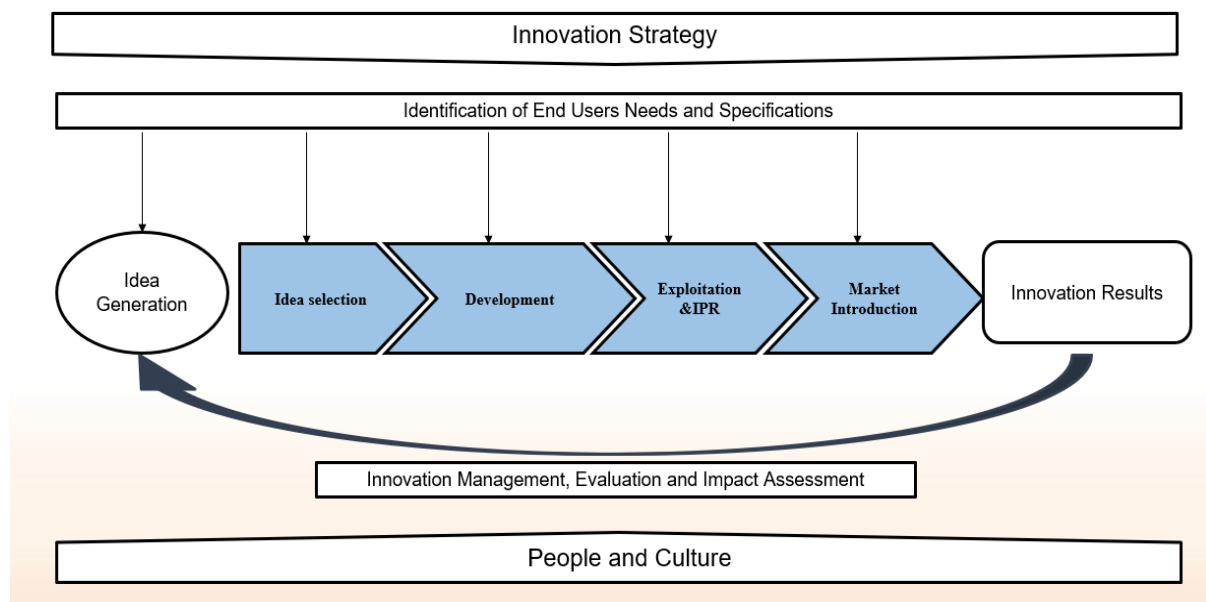 Innovation Strategy
Identification of End Users Needs and Specifications
Idea
Generation
Idea selection
Development
Exploitation
&IPR
Market
Introduction
Innovation Results
Innovation Management, Evaluation and Impact Assessment
People and Culture